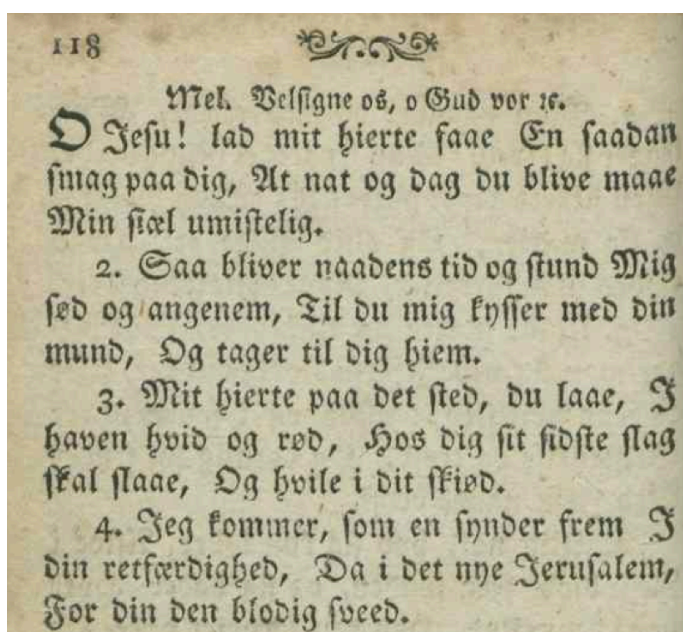 118
Mel. Velsigne os, o Gud vor ꝛc.
O Jesu! lad mit hierte faae En saadan
smag paa dig, At nat og dag du blive maae
Min siæl umistelig.
2. Saa bliver naadens tid og stund Mig
sød og angenem, Til du mig kysser med din
mund, Og tager til dig hiem.
3. Mit hierte paa det sted, du laae, I
haven hvid og rød, Hos dig sit sidste slag
skal slaae, Og hvile i dit skiød.
4. Jeg kommer, som en synder frem I
din retfærdighed, Da i det nye Jerusalem,
For din den blodig sveed.